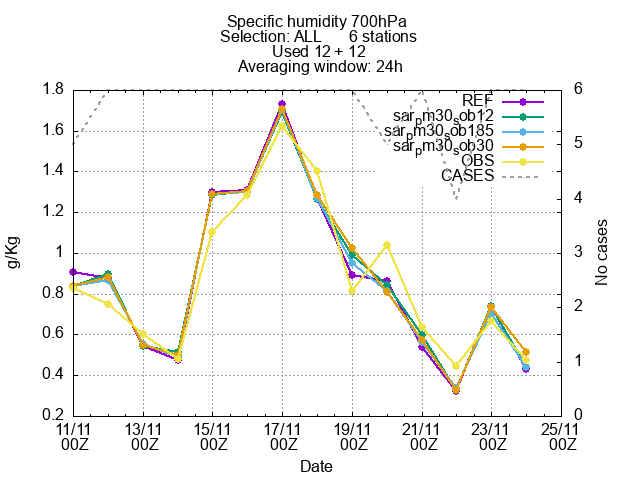 Specific humidity 700hPa
Selection: ALL 6 stations
Used 12 + 12
Averaging window: 24h
REF
sarpm30sob12
sarpm30sob185
sarpm30sob30
OBS
CASES
g/Kg
1.8
1.6
1.4
1.2
1
0.8
0.6
0.4
0.2
No cases
6
5
4
3
2
1
0
11/11 13/11 15/11 17/11 19/11 21/11 23/11 25/11
00Z 00Z 00Z 00Z 00Z 00Z 00Z 00Z
Date